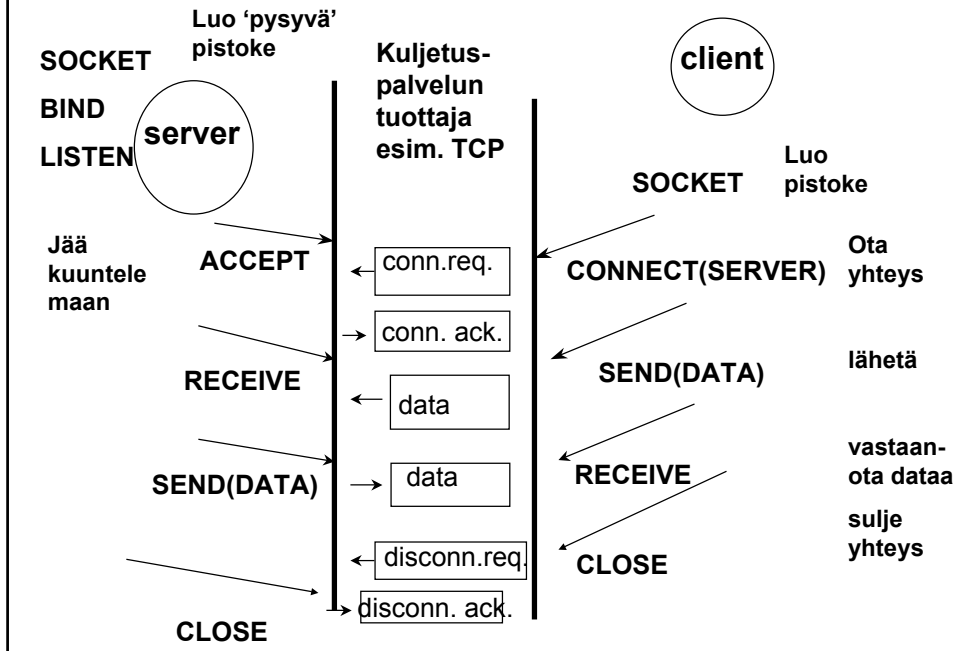 Luo ‘pysyvä’
pistoke
SOCKET
BIND
LISTEN
server
Kuljetus-
palvelun
tuottaja
esim. TCP
client
SOCKET
Luo
pistoke
Jää
kuuntele
maan
ACCEPT
conn.req.
CONNECT(SERVER)
Ota
yhteys
conn. ack.
RECEIVE
data
SEND(DATA)
lähetä
SEND(DATA)
data
RECEIVE
vastaan-
ota dataa
disconn.req.
CLOSE
sulje
yhteys
disconn. ack.
CLOSE